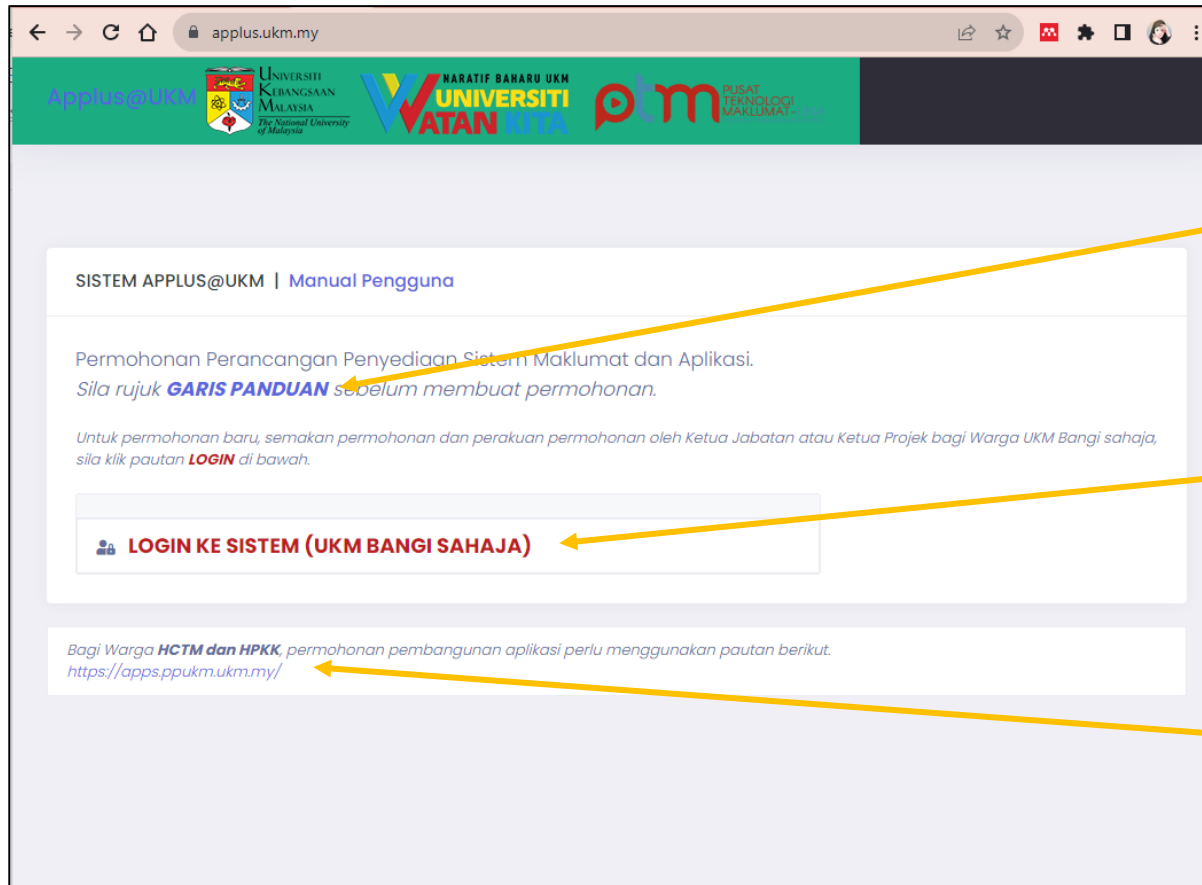 applus.ukm.my
Applus@UKM
UNIVERSITI
KEBANGSAAN
MALAYSIA
The National University
of Malaysia
NARATIF BAHARU UKM
UNIVERSITI
WATAN KITA
ptm
PUSAT
TEKNOLOGI
MAKLUMAT
SISTEM APPLUS@UKM | Manual Pengguna
Permohonan Perancangan Penyediaan Sistem Maklumat dan Aplikasi.
Sila rujuk GARIS PANDUAN sebelum membuat permohonan.
Untuk permohonan baru, semakan permohonan dan perakuan permohonan oleh Ketua Jabatan atau Ketua Projek bagi Warga UKM Bangi sahaja,
sila klik pautan LOGIN di bawah.
LOGIN KE SISTEM (UKM BANGI SAHAJA)
Bagi Warga HCTM dan HPKK, permohonan pembangunan aplikasi perlu menggunakan pautan berikut.
https://apps.ppukm.ukm.my/